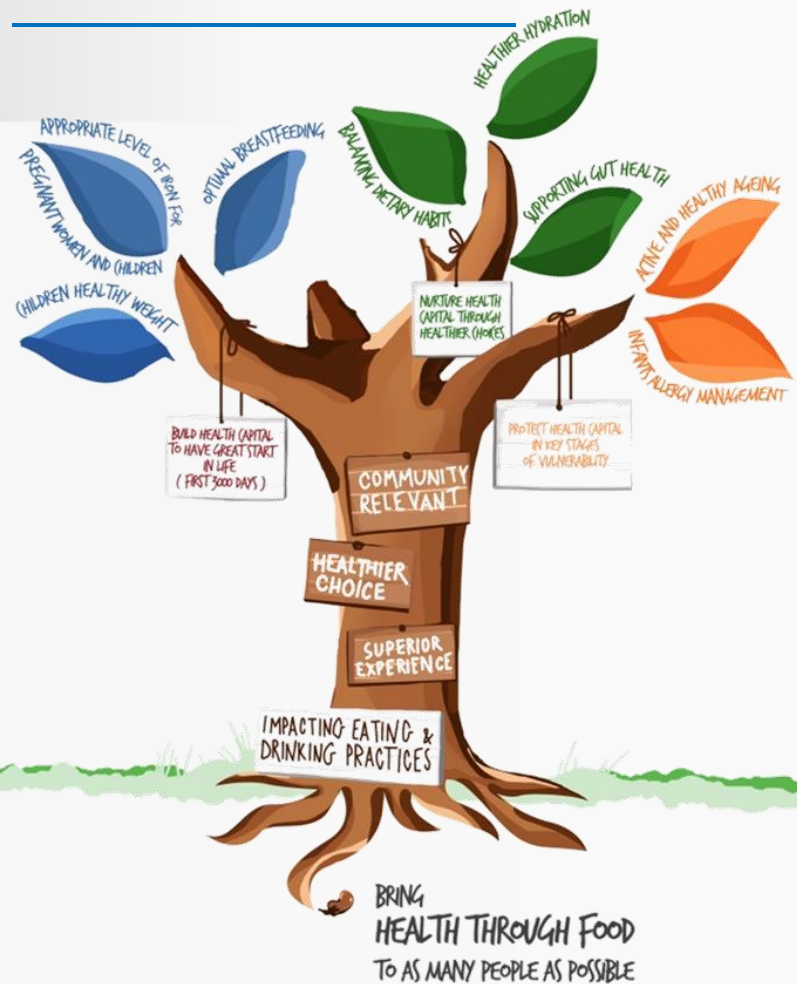 HEALTHIER HYDRATION
BALANCING DIETARY HABITS
SUPPORTING GUT HEALTH
APPROPRIATE LEVEL OF IRON FOR
PREGNANT WOMEN AND CHILDREN
OPTIMAL BREASTFEEDING
CHILDREN HEALTHY WEIGHT
ACTIVE AND HEALTHY AGEING
INFANTS ALLERGY MANAGEMENT
NURTURE HEALTH
CAPITAL THROUGH
HEALTHIER CHOICES
BUILD HEALTH CAPITAL
TO HAVE GREAT START
IN LIFE
( FIRST 3000 DAYS )
PROTECT HEALTH CAPITAL
IN KEY STAGES
OF VULNERABILITY
COMMUNITY
RELEVANT
HEALTHIER
CHOICE
SUPERIOR
EXPERIENCE
IMPACTING EATING &
DRINKING PRACTICES
BRING
HEALTH THROUGH FOOD
TO AS MANY PEOPLE AS POSSIBLE